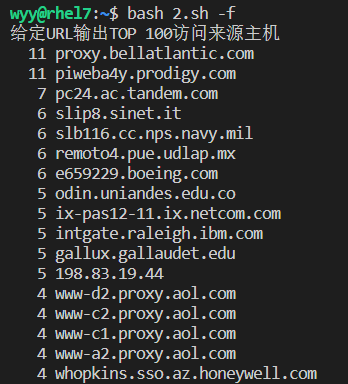 wyy@rhel7:~$ bash 2.sh -f
给定URL输出TOP 100访问来源主机
11 proxy.bellatlantic.com
11 piweba4y.prodigy.com
7 pc24.ac.tandem.com
6 slip8.sinet.it
6 slb116.cc.nps.navy.mil
6 remoto4.pue.udlap.mx
6 e659229.boeing.com
5 odin.uniandes.edu.co
5 ix-pas12-11.ix.netcom.com
5 intgate.raleigh.ibm.com
5 gallux.gallaudet.edu
5 198.83.19.44
4 www-d2.proxy.aol.com
4 www-c2.proxy.aol.com
4 www-c1.proxy.aol.com
4 www-a2.proxy.aol.com
4 whopkins.sso.az.honeywell.com